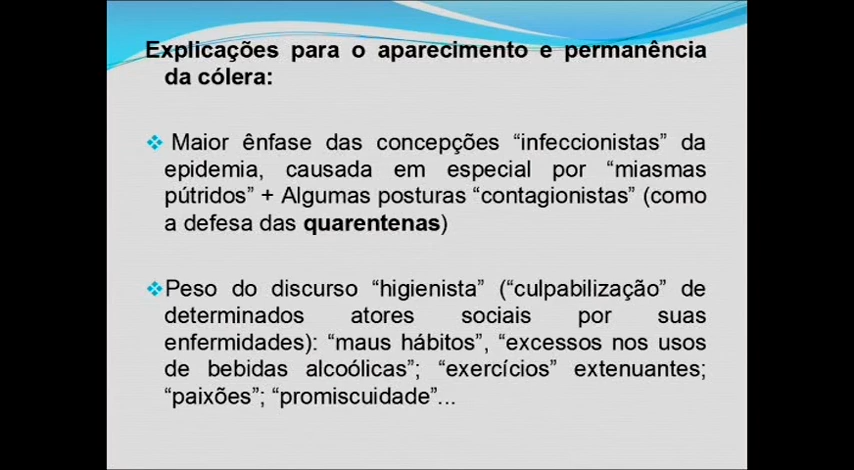 Explicações para o aparecimento e permanência
da cólera:
Maior ênfase das concepções “infeccionistas” da
epidemia, causada em especial por “miasmas
pútridos” + Algumas posturas “contagionistas” (como
a defesa das quarentenas)
Peso do discurso “higienista” (“culpabilização” de
determinados atores sociais por suas
enfermidades): “maus hábitos”, “excessos nos usos
de bebidas alcoólicas”; “exercícios” extenuantes;
“paixões”; “promiscuidade”...